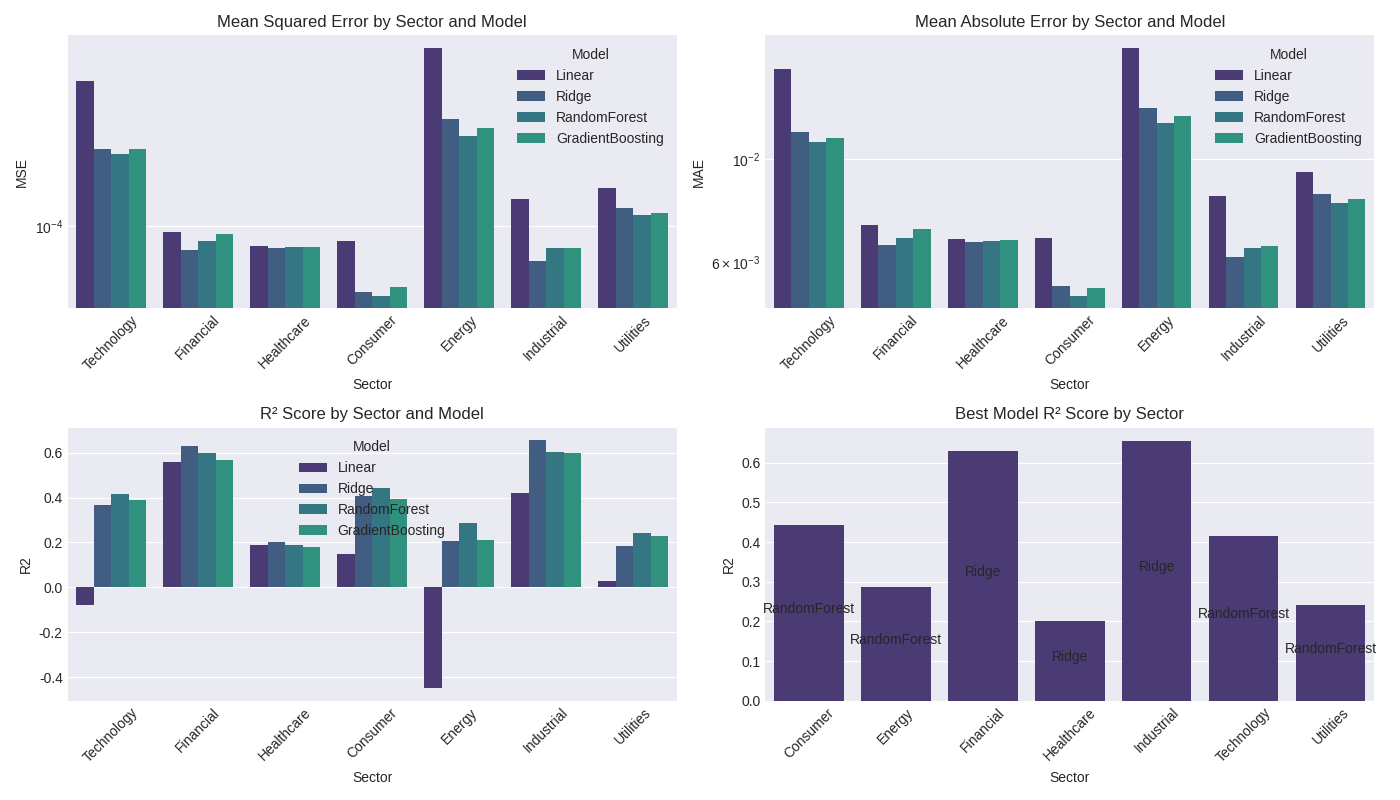 Mean Squared Error by Sector and Model
MSE
10⁻⁴
Model
Linear
Ridge
RandomForest
GradientBoosting
Technology
Financial
Healthcare
Consumer
Energy
Industrial
Utilities
Sector
Mean Absolute Error by Sector and Model
MAE
10⁻²
6 × 10⁻³
Model
Linear
Ridge
RandomForest
GradientBoosting
Technology
Financial
Healthcare
Consumer
Energy
Industrial
Utilities
Sector
R² Score by Sector and Model
R2
0.6
0.4
0.2
0.0
-0.2
-0.4
Model
Linear
Ridge
RandomForest
GradientBoosting
Technology
Financial
Healthcare
Consumer
Energy
Industrial
Utilities
Sector
Best Model R² Score by Sector
R2
0.6
0.5
0.4
0.3
0.2
0.1
0.0
RandomForest
RandomForest
Ridge
Ridge
Ridge
RandomForest
RandomForest
Consumer
Energy
Financial
Healthcare
Industrial
Technology
Utilities
Sector